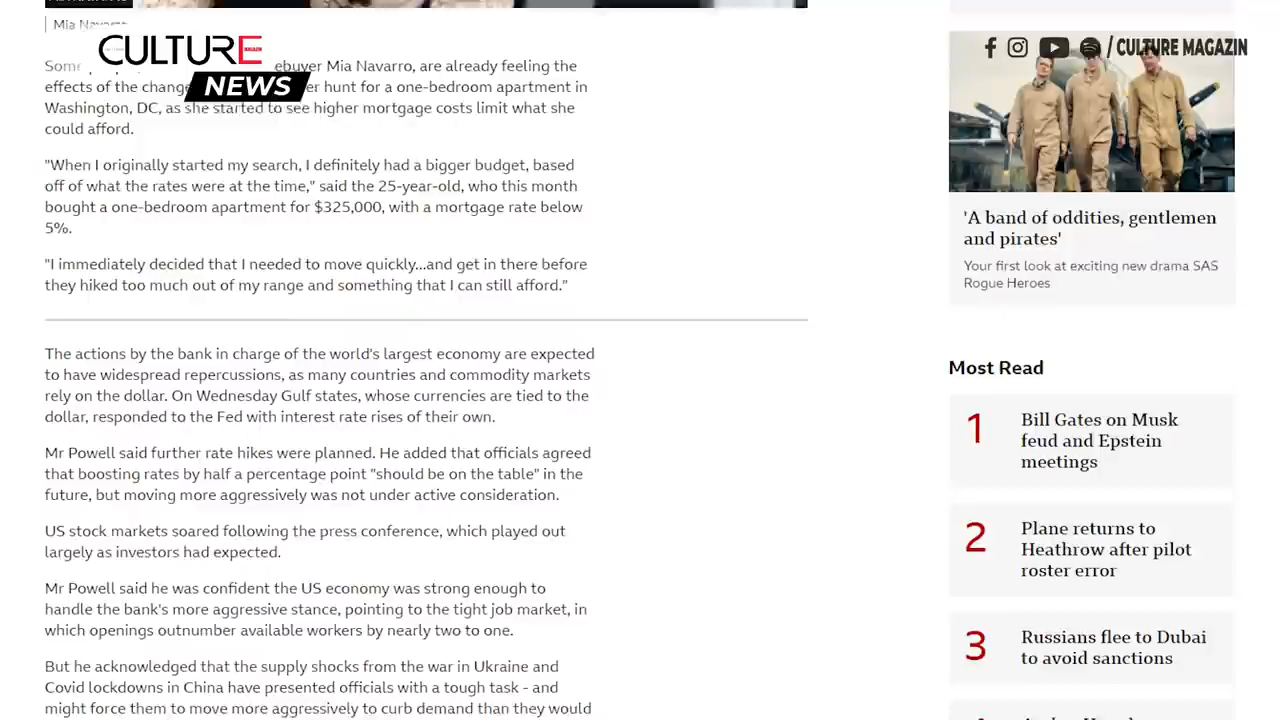 Mia Navarro
CULTURE
NEWS
/ CULTURE MAGAZIN
ebuyer Mia Navarro, are already feeling the
effects of the change er hunt for a one-bedroom apartment in
Washington, DC, as she started to see higher mortgage costs limit what she
could afford.
"When I originally started my search, I definitely had a bigger budget, based
off of what the rates were at the time," said the 25-year-old, who this month
bought a one-bedroom apartment for $325,000, with a mortgage rate below
5%.
"I immediately decided that I needed to move quickly...and get in there before
they hiked too much out of my range and something that I can still afford."
The actions by the bank in charge of the world's largest economy are expected
to have widespread repercussions, as many countries and commodity markets
rely on the dollar. On Wednesday Gulf states, whose currencies are tied to the
dollar, responded to the Fed with interest rate rises of their own.
Mr Powell said further rate hikes were planned. He added that officials agreed
that boosting rates by half a percentage point "should be on the table" in the
future, but moving more aggressively was not under active consideration.
US stock markets soared following the press conference, which played out
largely as investors had expected.
Mr Powell said he was confident the US economy was strong enough to
handle the bank's more aggressive stance, pointing to the tight job market, in
which openings outnumber available workers by nearly two to one.
But he acknowledged that the supply shocks from the war in Ukraine and
Covid lockdowns in China have presented officials with a tough task - and
might force them to move more aggressively to curb demand than they would
'A band of oddities, gentlemen
and pirates'
Your first look at exciting new drama SAS
Rogue Heroes
Most Read
1
Bill Gates on Musk
feud and Epstein
meetings
2
Plane returns to
Heathrow after pilot
roster error
3
Russians flee to Dubai
to avoid sanctions